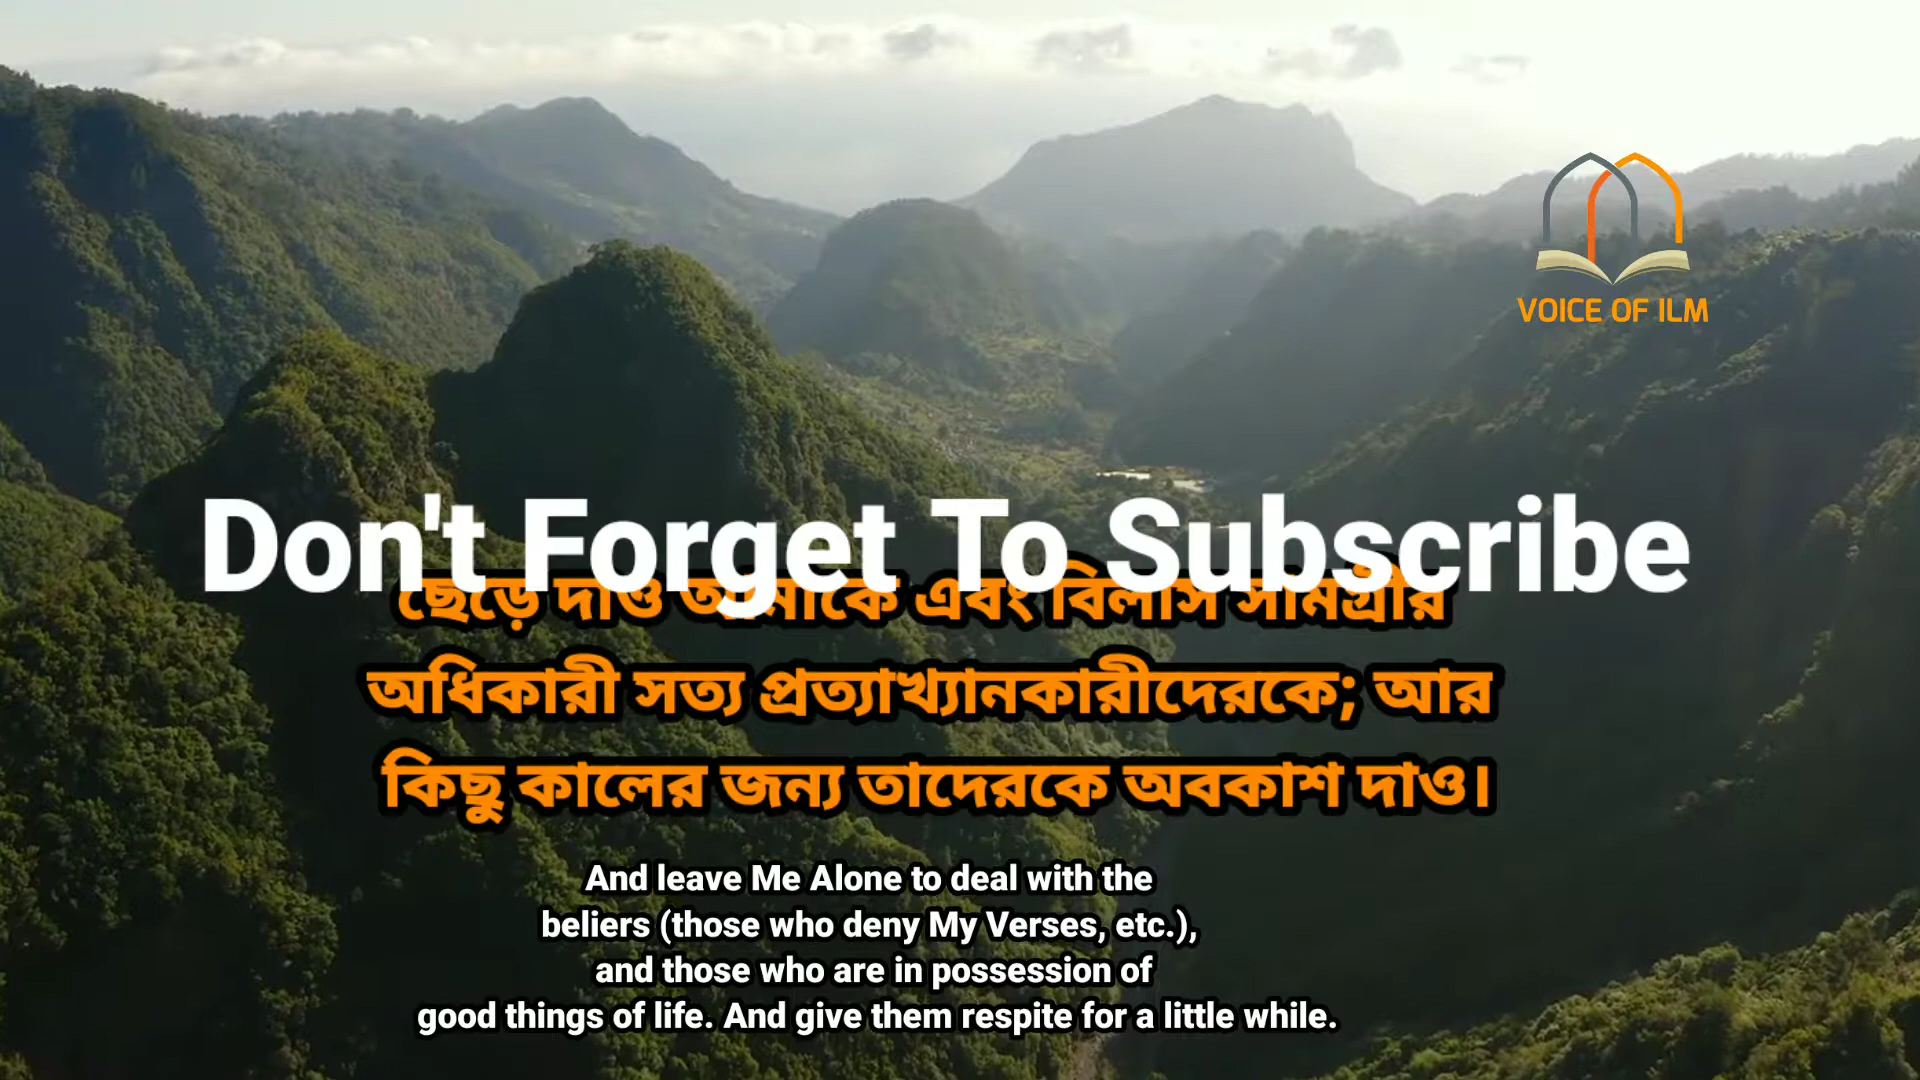 VOICE OF ILM
Don't Forget To Subscribe
ছেড়ে দাও আমাকে এবং বিলাস সামগ্রীর
অধিকারী সত্য প্রত্যাখ্যানকারীদেরকে; আর
কিছু কালের জন্য তাদেরকে অবকাশ দাও।
And leave Me Alone to deal with the
beliers (those who deny My Verses, etc.),
and those who are in possession of
good things of life. And give them respite for a little while.